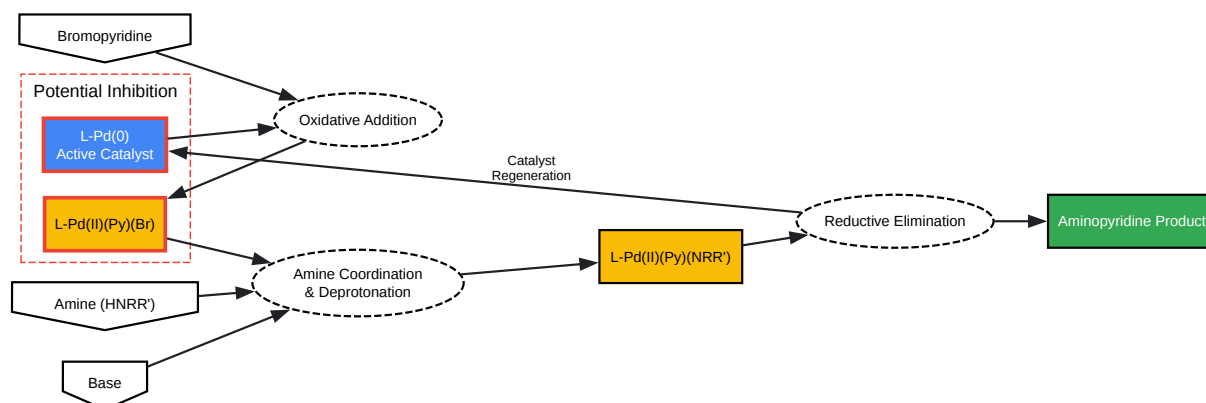 Bromopyridine
Potential Inhibition
L-Pd(0)
Active Catalyst
Oxidative Addition
Catalyst
Regeneration
L-Pd(II)(Py)(Br)
Reductive Elimination
Aminopyridine Product
L-Pd(II)(Py)(NRR')
Amine Coordination
& Deprotonation
Amine (HNRR')
Base